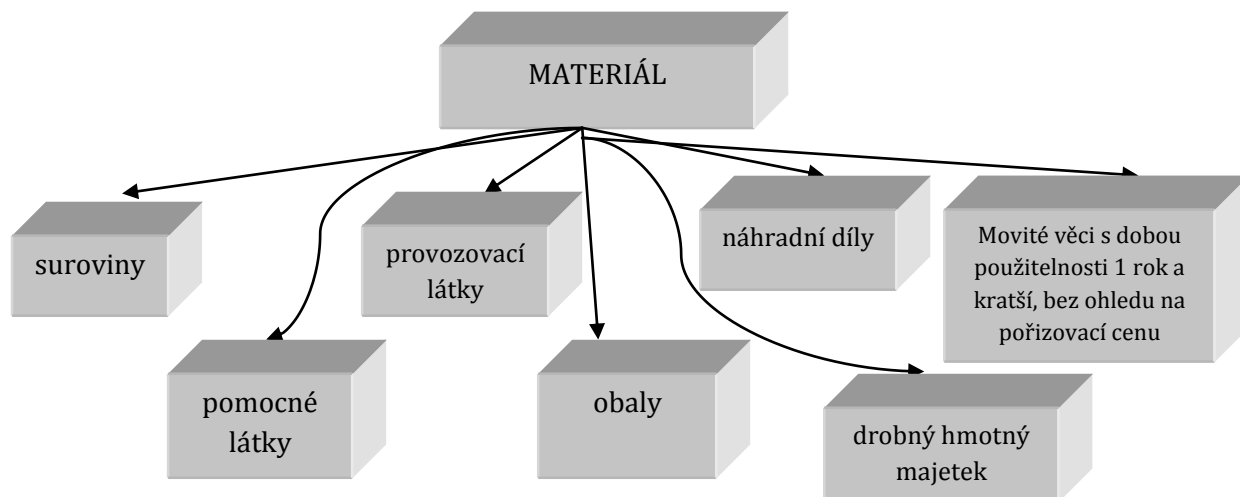 MATERIÁL
suroviny
provozovací
látky
náhradní díly
Movité věci s dobou
použitelnosti 1 rok a
kratší, bez ohledu na
pořizovací cenu
pomocné
látky
obaly
drobný hmotný
majetek